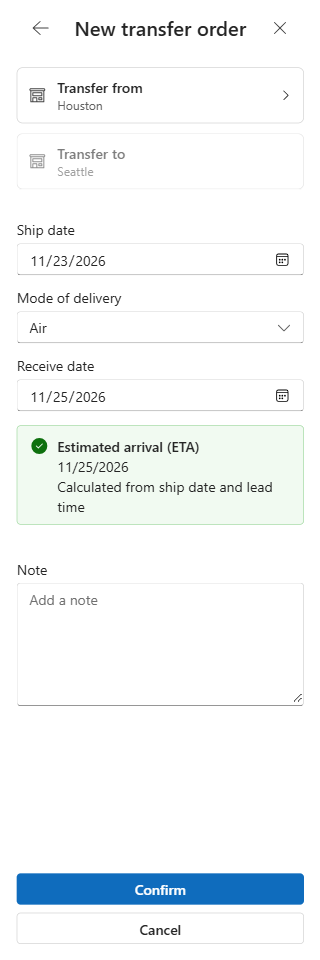 New transfer order
Transfer from
Houston
Transfer to
Seattle
Ship date
11/23/2026
Mode of delivery
Air
Receive date
11/25/2026
Estimated arrival (ETA)
11/25/2026
Calculated from ship date and lead
time
Note
Add a note
Confirm
Cancel